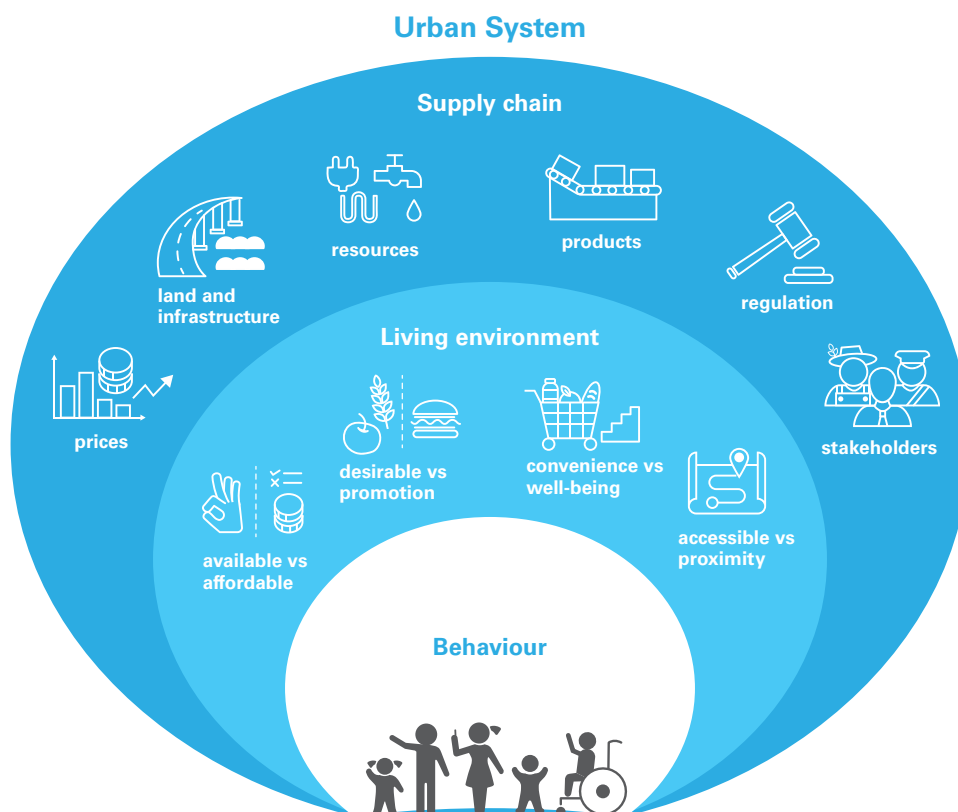 Urban System
Supply chain
resources
products
land and
infrastructure
regulation
prices
stakeholders
Living environment
desirable vs
promotion
convenience vs
well-being
available vs
affordable
accessible vs
proximity
Behaviour